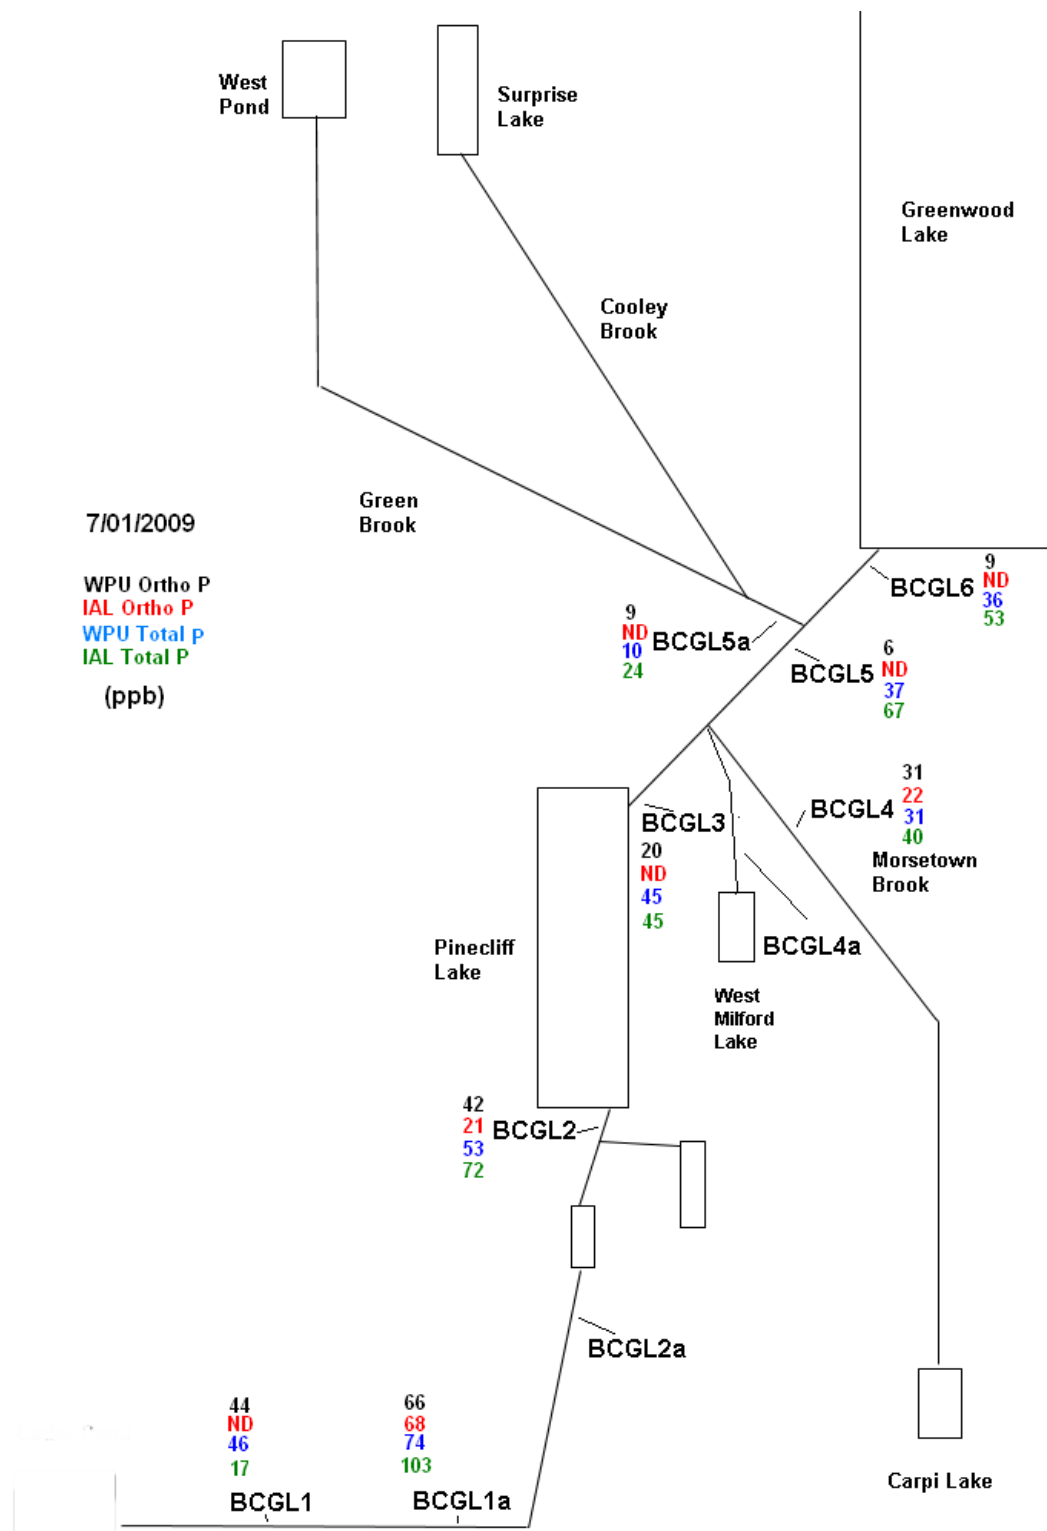 West
Pond
Surprise
Lake
Greenwood
Lake
Cooley
Brook
Green
Brook
7/01/2009
WPU Ortho P
IAL Ortho P
WPU Total P
IAL Total P
(ppb)
9
ND
36
53
BCGL6
9
ND
10
24
BCGL5a
6
ND
37
67
BCGL5
31
22
31
40
BCGL4
Morsetown
Brook
BCGL3
20
ND
45
45
BCGL4a
Pinecliff
Lake
West
Milford
Lake
42
21
53
72
BCGL2
BCGL2a
44
ND
46
17
BCGL1
66
68
74
103
BCGL1a
Carpi Lake